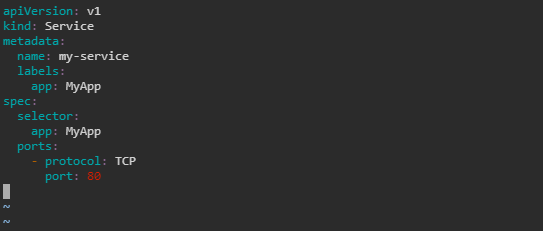 apiVersion: v1
kind: Service
metadata:
  name: my-service
  labels:
    app: MyApp
spec:
  selector:
    app: MyApp
  ports:
    - protocol: TCP
      port: 80
~
~